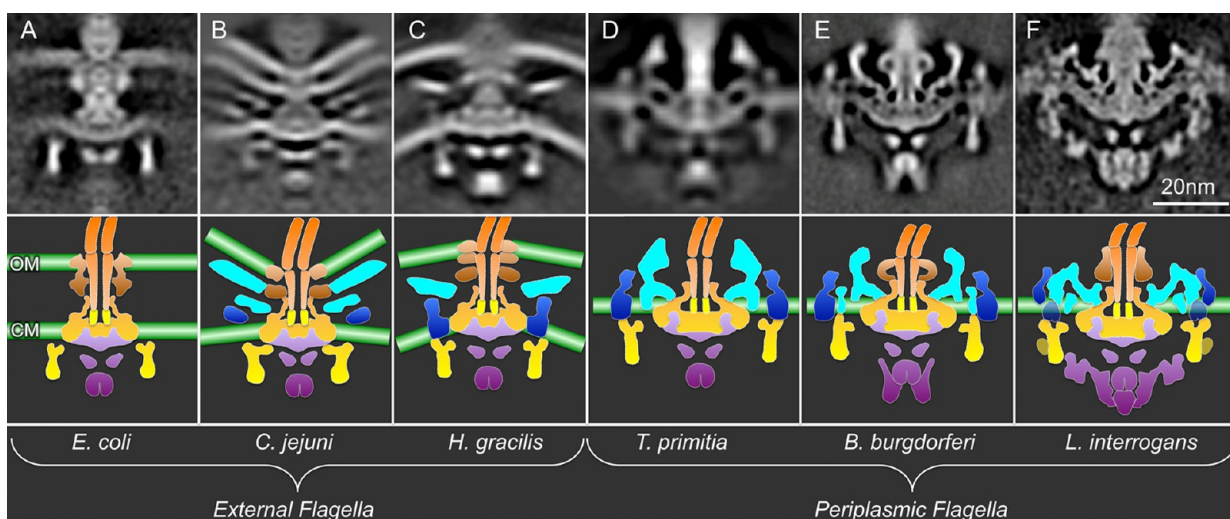 A B C D E F
20nm
OM
CM
E. coli C. jejuni H. gracilis T. primitia B. burgdorferi L. interrogans
External Flagella Periplasmic Flagella